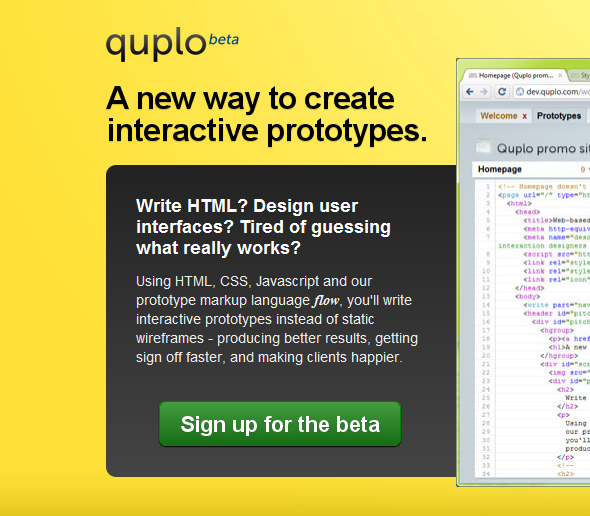 quplo beta
A new way to create
interactive prototypes.
Write HTML? Design user
interfaces? Tired of guessing
what really works?
Using HTML, CSS, Javascript and our
prototype markup language flow, you'll write
interactive prototypes instead of static
wireframes - producing better results, getting
sign off faster, and making clients happier.
Sign up for the beta
Homepage (Quplo prom... × Sty
dev.quplo.com/wo
Welcome x Prototypes
Quplo promo sit
Homepage 9
1 <!-- Homepage doesn't
2 <page url="/" type="ht
3 <html>
4 <head>
5 <title>Web-based
6 <meta http-equiv
7 <meta name="desc
interaction designers
8 <script src="htt
9 <link rel="style
10 <link rel="style
11 <link rel="icon"
12 </head>
13 <body>
14 <write part="nav
15 <header id="pitch
16 <div id="pitch
17 <hgroup>
18 <p><a href
19 <h1>A new
20 </hgroup>
21 <div id="scr
22 <img src="
23 <div id="p
24 <h2>
25 Write
26 </h2>
27 <p>
28 Using
29 our pr
30 you'll
31 produc
32 </p>
33 <!--
34 <h2>